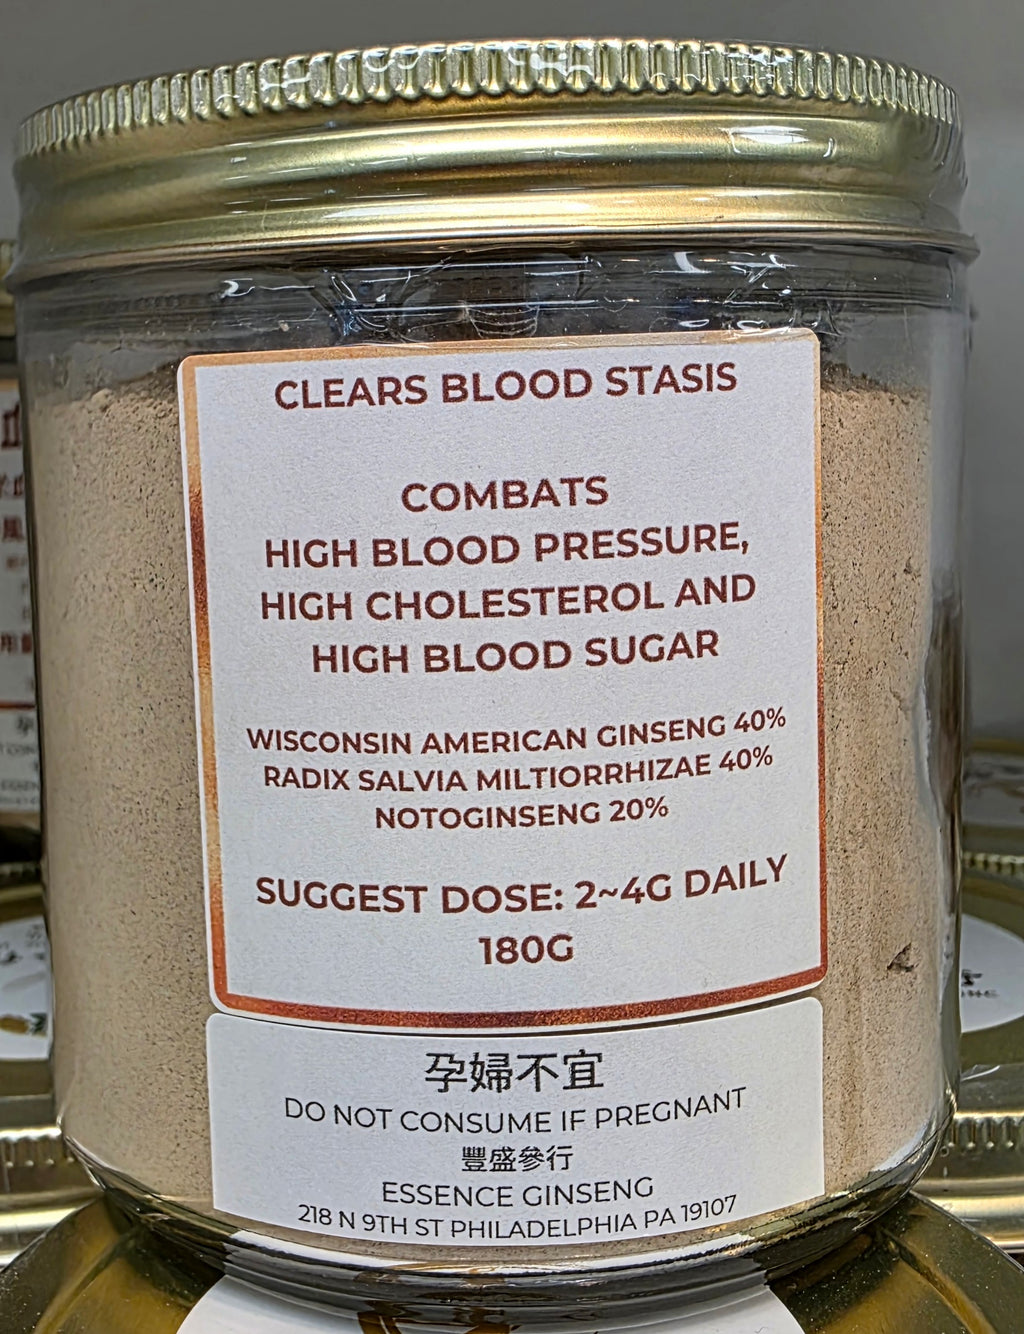 CLEARS BLOOD STASIS
COMBATS
HIGH BLOOD PRESSURE,
HIGH CHOLESTEROL AND
HIGH BLOOD SUGAR
WISCONSIN AMERICAN GINSENG 40%
RADIX SALVIA MILTIORRHIZAE 40%
NOTOGINSENG 20%
SUGGEST DOSE: 2~4G DAILY
180G
孕婦不宜
DO NOT CONSUME IF PREGNANT
豐盛參行
ESSENCE GINSENG
218 N 9TH ST PHILADELPHIA PA 19107